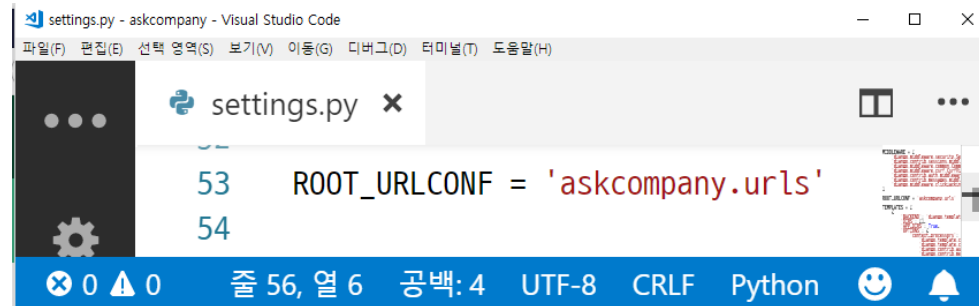 settings.py - askcompany - Visual Studio Code
파일(F) 편집(E) 선택 영역(S) 보기(V) 이동(G) 디버그(D) 터미널(T) 도움말(H)
settings.py
53 ROOT_URLCONF = 'askcompany.urls'
54
0 0 줄 56, 열 6 공백: 4 UTF-8 CRLF Python